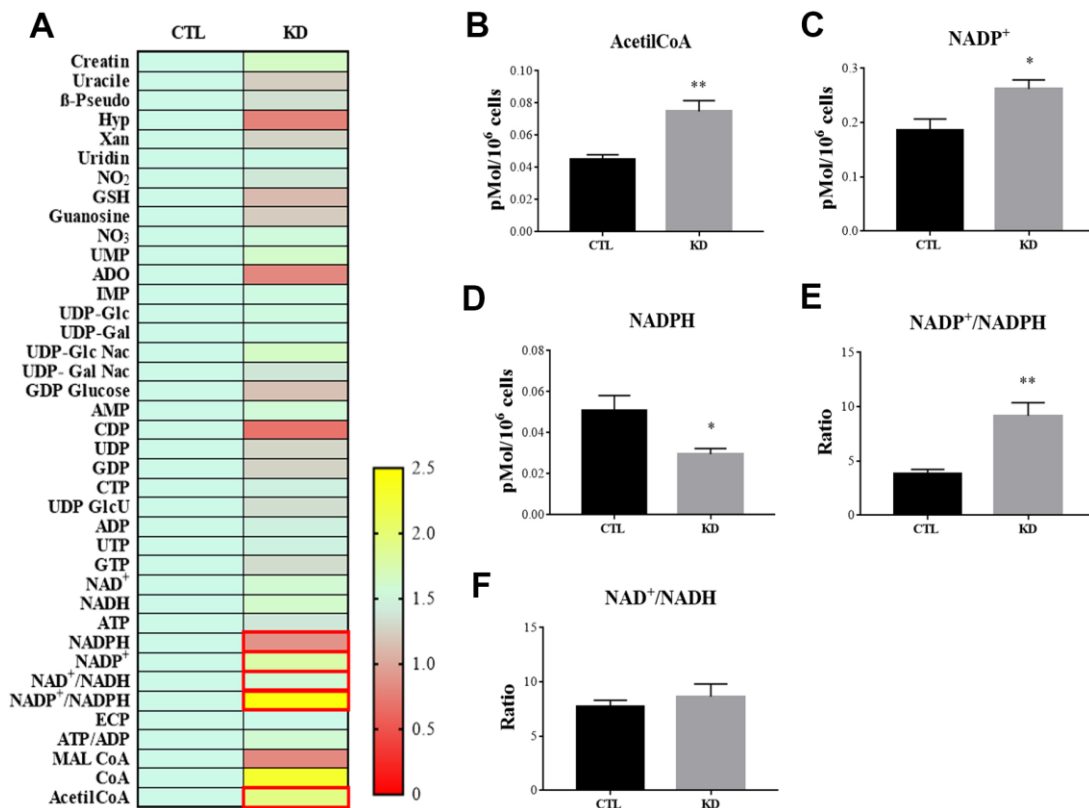 A
CTL KD
Creatin
Uracile
ß-Pseudo
Hyp
Xan
Uridin
NO₂
GSH
Guanosine
NO₃
UMP
ADO
IMP
UDP-Glc
UDP-Gal
UDP-Glc Nac
UDP- Gal Nac
GDP Glucose
AMP
CDP
UDP
GDP
CTP
UDP GlcU
ADP
UTP
GTP
NAD⁺
NADH
ATP
NADPH
NADP⁺
NAD⁺/NADH
NADP⁺/NADPH
ECP
ATP/ADP
MAL CoA
CoA
AcetilCoA
2.5
2.0
1.5
1.0
0.5
0
B
AcetilCoA
pMol/10⁶ cells
0.10
0.08
0.06
0.04
0.02
0.00
**
CTL KD
C
NADP⁺
pMol/10⁶ cells
0.3
0.2
0.1
0.0
*
CTL KD
D
NADPH
pMol/10⁶ cells
0.08
0.06
0.04
0.02
0.00
*
CTL KD
E
NADP⁺/NADPH
Ratio
15
10
5
0
**
CTL KD
F
NAD⁺/NADH
Ratio
15
10
5
0
CTL KD